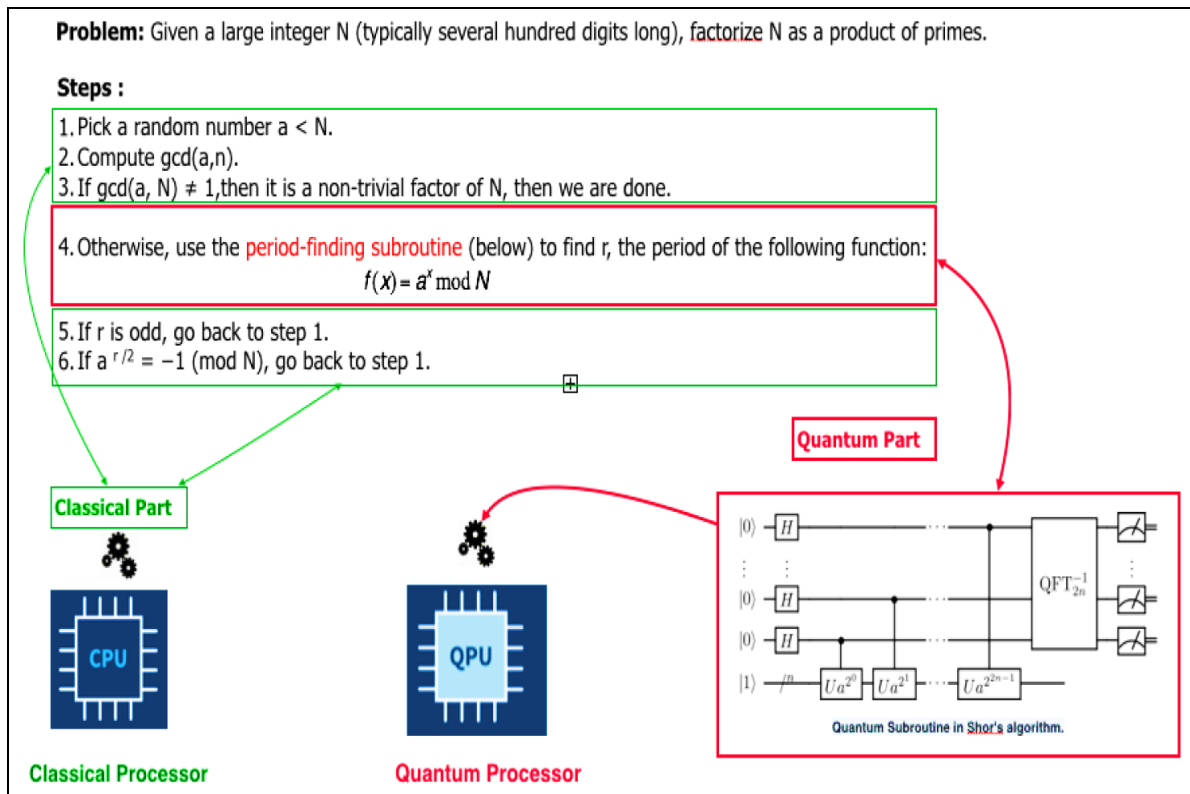 Problem: Given a large integer N (typically several hundred digits long), factorize N as a product of primes.
Steps :
1. Pick a random number a < N.
2. Compute gcd(a,n).
3. If gcd(a, N) ≠ 1,then it is a non-trivial factor of N, then we are done.
4. Otherwise, use the period-finding subroutine (below) to find r, the period of the following function:
f(x) = aˣ mod N
5. If r is odd, go back to step 1.
6. If a ʳ/² = −1 (mod N), go back to step 1.
Quantum Part
Classical Part
|0⟩ H
⋮ ⋮ ⋮
|0⟩ H
QFT₂ₙ⁻¹
|0⟩ H
|1⟩ /n Ua^{2^0} Ua^{2^1} Ua^{2^{2n−1}}
Quantum Subroutine in Shor's algorithm.
CPU
QPU
Classical Processor
Quantum Processor